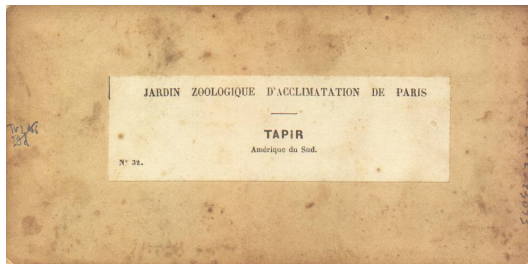 JARDIN ZOOLOGIQUE D'ACCLIMATATION DE PARIS
TAPIR
Amérique du Sud.
N° 32.